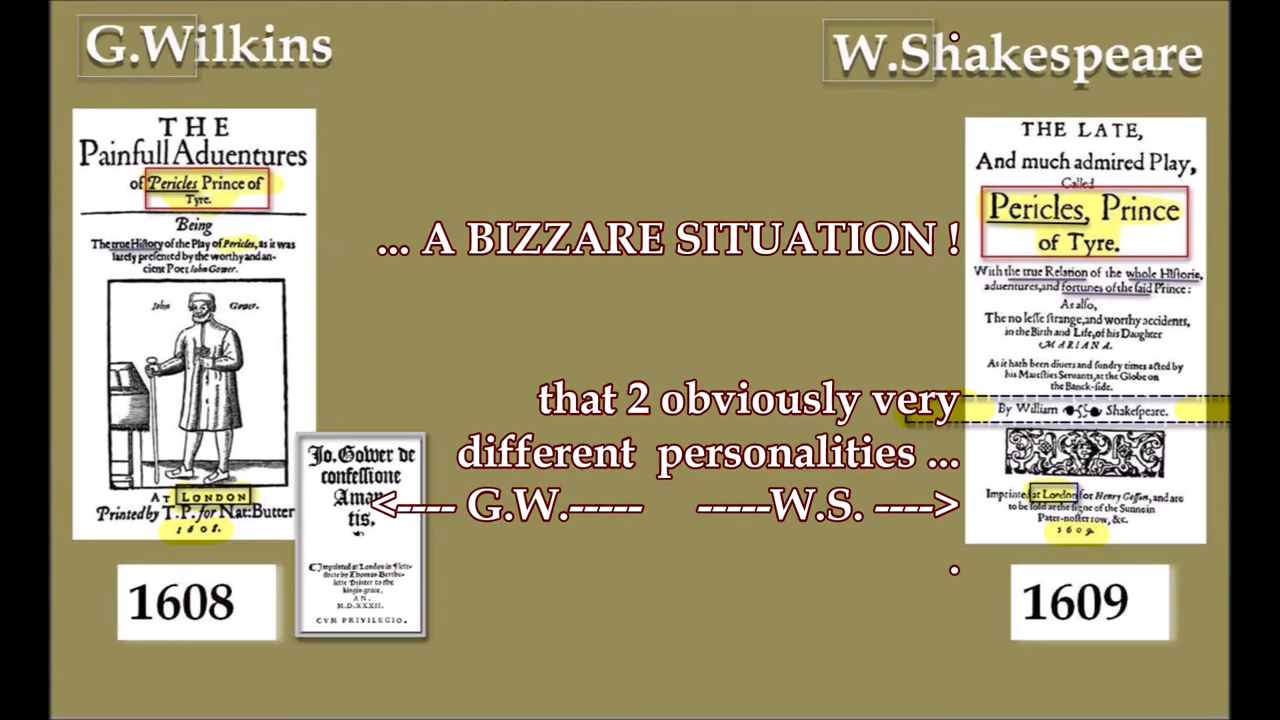 G.Wilkins
W.Shakespeare
THE
Painfull Aduentures
of Pericles Prince of
Tyre.
Being
The true History of the Play of Pericles, as it was
lately presented by the worthy and an-
cient Poet Iohn Gower.
Iohn Gower.
AT LONDON
Printed by T.P. for Nat: Butter
1608.
Jo. Gower de
confessione
Aman
tis.
Imprinted at London in Flete-
strete by Thomas Berthe-
lette Printer to the
kingis grace,
AN.
M.D.XXXII.
CVM PRIVILEGIO.
1608
... A BIZZARE SITUATION !
that 2 obviously very
different personalities ...
<---- G.W.----- -----W.S. ---->
.
THE LATE,
And much admired Play,
Called
Pericles, Prince
of Tyre.
With the true Relation of the whole Historie,
aduentures, and fortunes of the said Prince:
As also,
The no lesse strange, and worthy accidents,
in the Birth and Life, of his Daughter
MARIANA.
As it hath been diuers and sundry times acted by
his Maiesties Seruants, at the Globe on
the Banck-side.
By William Shakespeare.
Imprinted at London for Henry Gosson, and are
to be sold at the signe of the Sunne in
Pater-noster row, &c.
1609.
1609